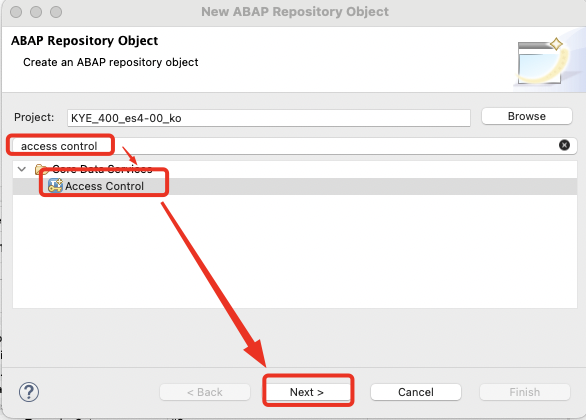 New ABAP Repository Object
ABAP Repository Object
Create an ABAP repository object
Project: KYE_400_es4-00_ko Browse
access control
Core Data Services
Access Control
? < Back Next > Cancel Finish